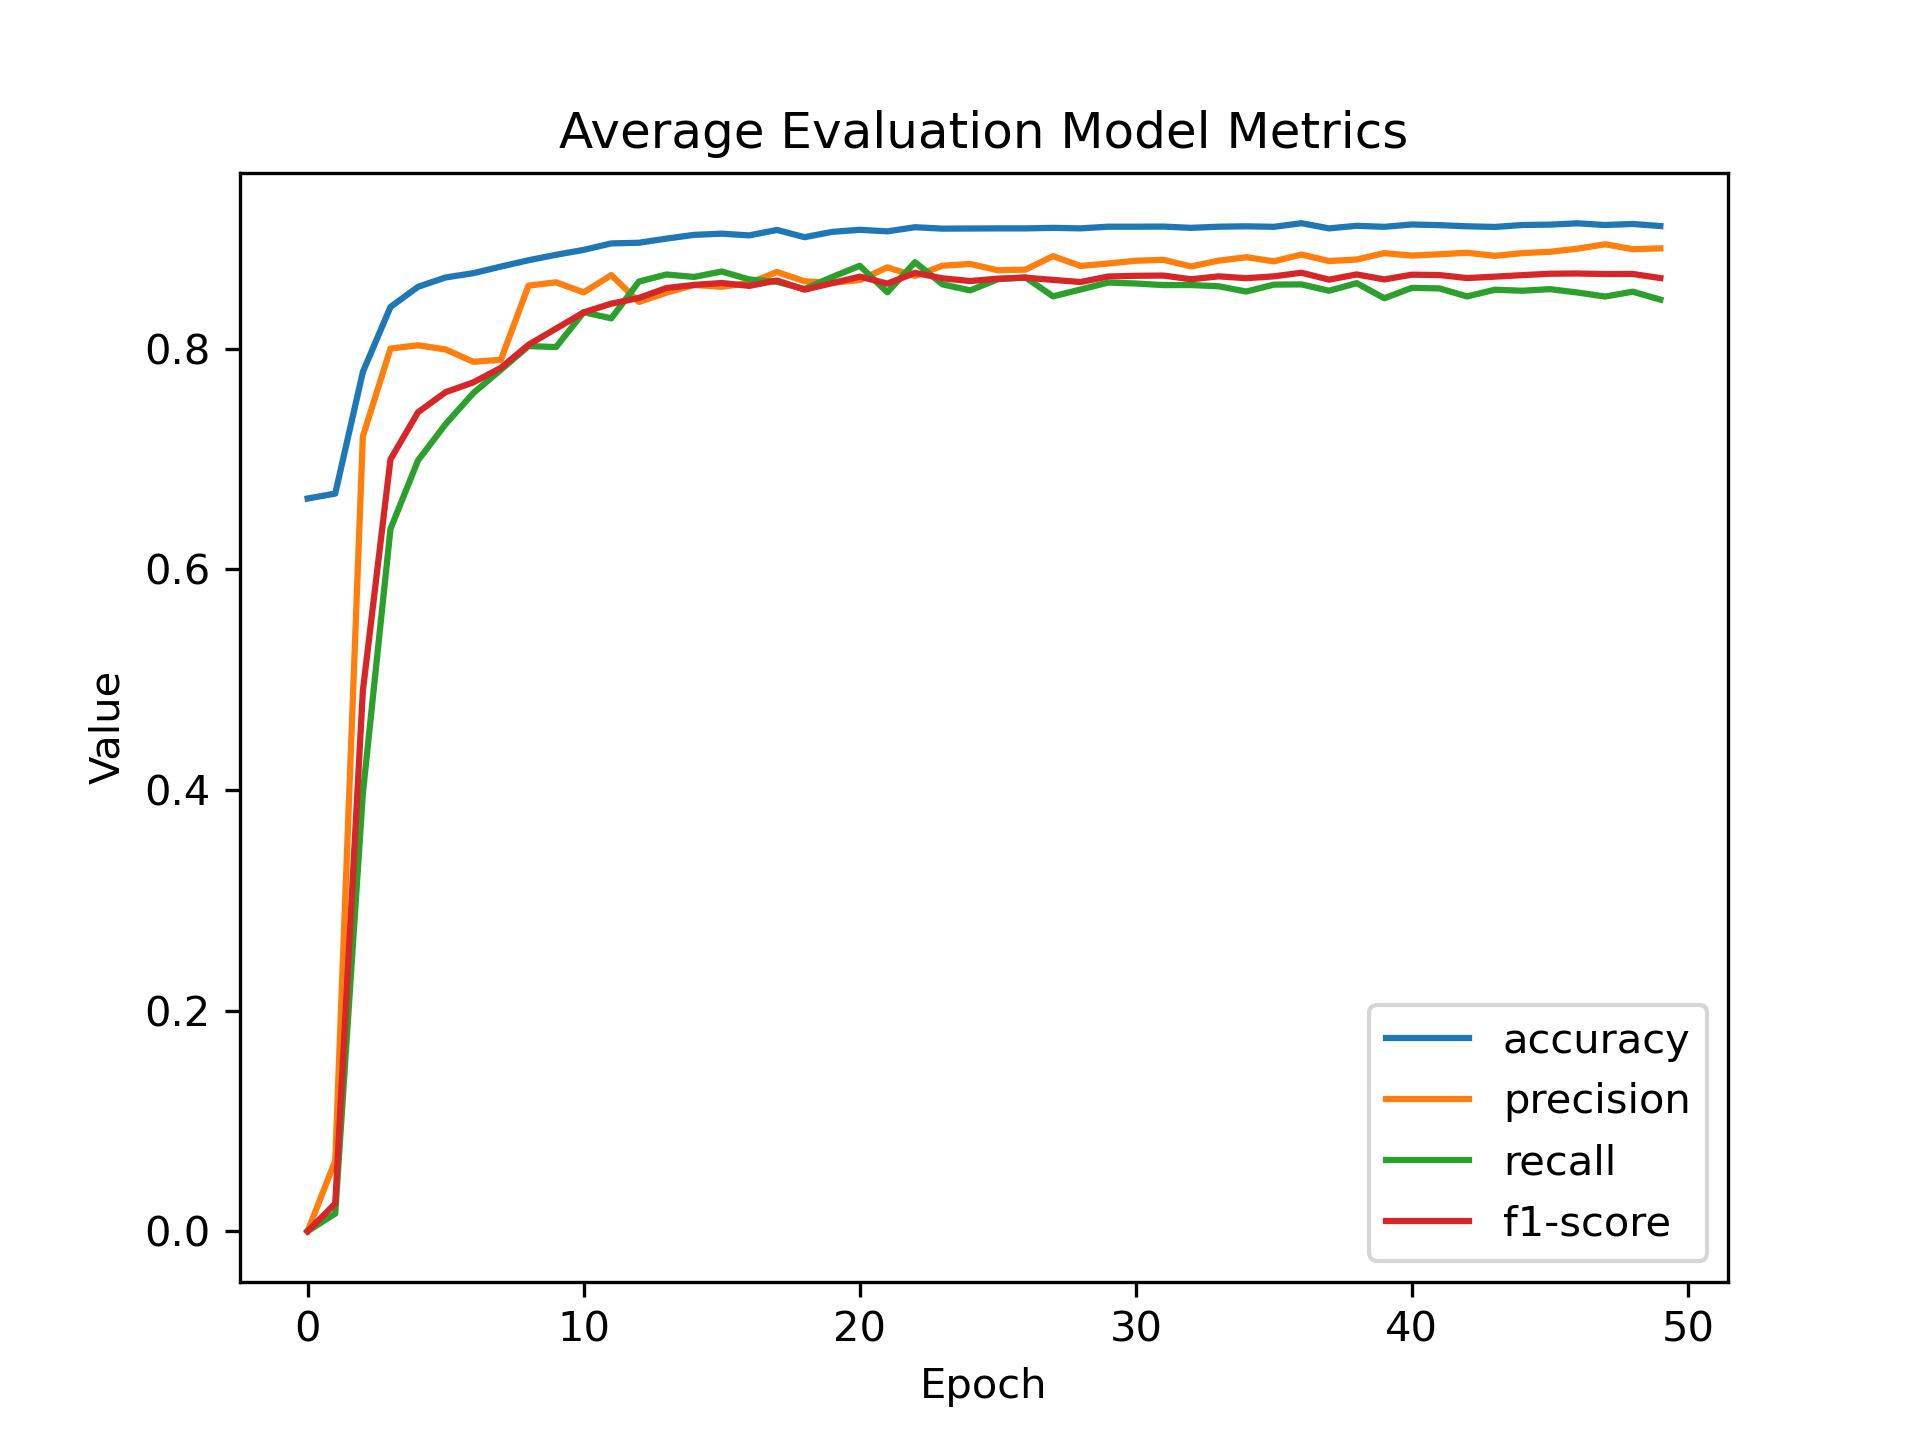 Average Evaluation Model Metrics
Value
0.8
0.6
0.4
0.2
0.0
accuracy
precision
recall
f1-score
0 10 20 30 40 50
Epoch